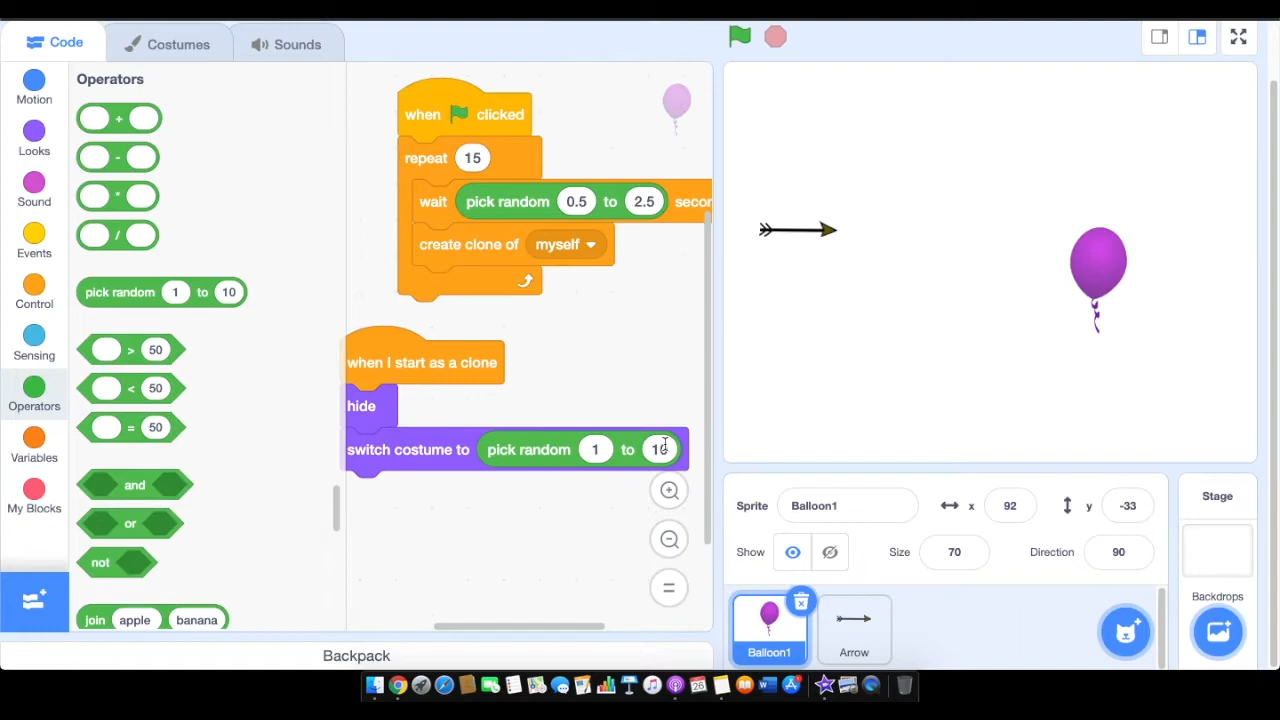 Code
Costumes
Sounds
Motion
Looks
Sound
Events
Control
Sensing
Operators
Variables
My Blocks
Operators
+
-
*
/
pick random 1 to 10
> 50
< 50
= 50
and
or
not
join apple banana
when clicked
repeat 15
wait pick random 0.5 to 2.5 secon
create clone of myself
when I start as a clone
hide
switch costume to pick random 1 to 10
Backpack
Sprite Balloon1 x 92 y -33
Show Size 70 Direction 90
Balloon1
Arrow
Stage
Backdrops